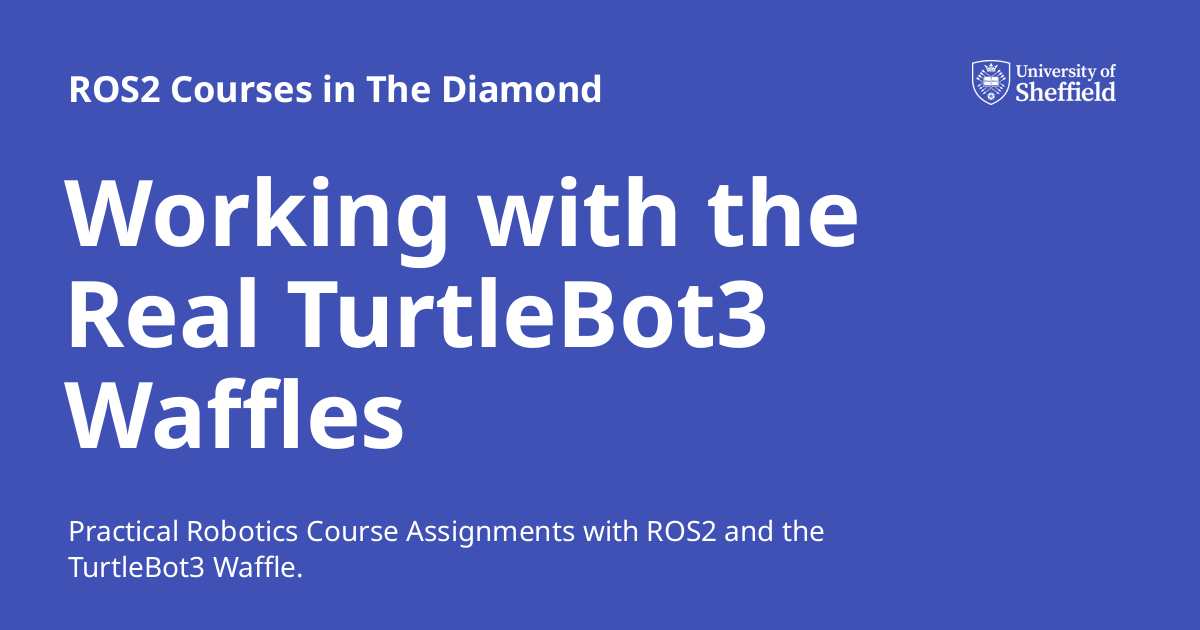 ROS2 Courses in The Diamond
University of
Sheffield
Working with the
Real TurtleBot3
Waffles
Practical Robotics Course Assignments with ROS2 and the
TurtleBot3 Waffle.